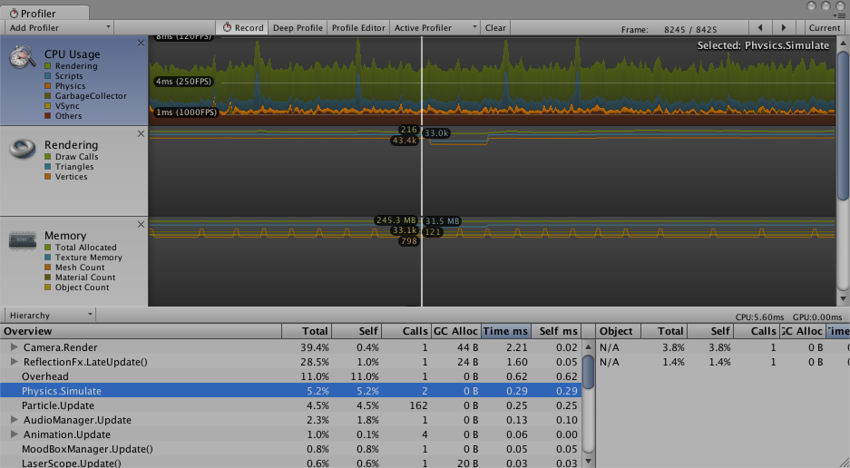 Profiler
Add Profiler Record Deep Profiler Profile Editor Active Profiler Clear Frame: 8245 / 8425 Current
CPU Usage
Rendering
Scripts
Physics
GarbageCollector
VSync
Others
8ms (120FPS)
Selected: Physics.Simulate
4ms (250FPS)
1ms (1000FPS)
Rendering
Draw Calls
Triangles
Vertices
216
33.0k
43.4k
Memory
Total Allocated
Texture Memory
Mesh Count
Material Count
Object Count
245.3 MB 31.5 MB
33.1k 121
798
Hierarchy
CPU:5.60ms GPU:0.00ms
Overview Total Self Calls GC Alloc Time ms Self ms Object Total Self Calls GC Alloc Time
Camera.Render 39.4% 0.4% 1 44 B 2.21 0.02 N/A 3.8% 3.8% 1 0 B
ReflectionFx.LateUpdate() 28.5% 1.0% 1 24 B 1.60 0.05 N/A 1.4% 1.4% 1 0 B
Overhead 11.0% 11.0% 1 0 B 0.62 0.62
Physics.Simulate 5.2% 5.2% 2 0 B 0.29 0.29
Particle.Update 4.5% 4.5% 162 0 B 0.25 0.25
AudioManager.Update 2.3% 1.8% 1 0 B 0.13 0.10
Animation.Update 1.0% 0.1% 4 0 B 0.06 0.00
MoodBoxManager.Update() 0.8% 0.8% 1 0 B 0.05 0.05
LaserScope.Update() 0.6% 0.6% 1 20 B 0.03 0.03